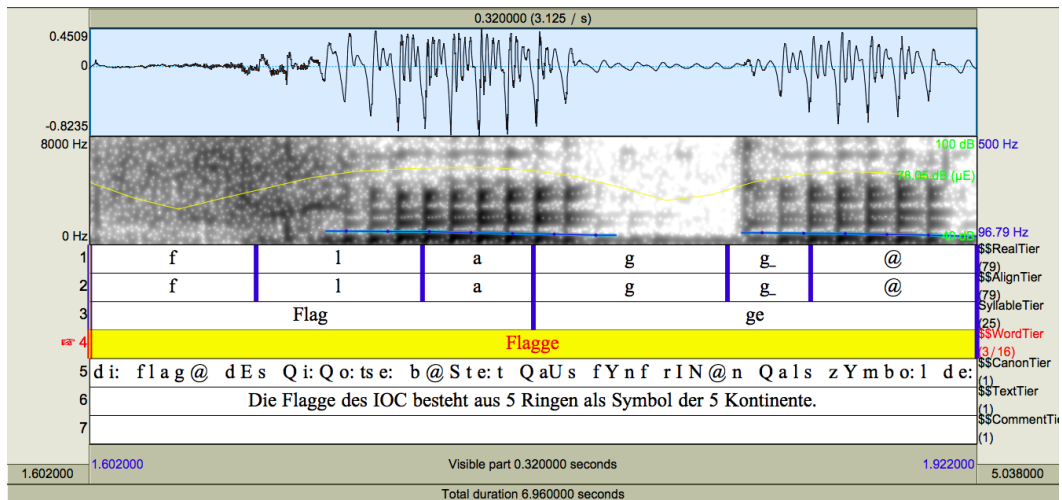 0.320000 (3.125 / s)
0.4509
0
-0.8235
8000 Hz
0 Hz
100 dB
500 Hz
78.05 dB (µE)
40 dB
96.79 Hz
1 f l a g g_ @ $$RealTier (79)
2 f l a g g_ @ $$AlignTier (79)
3 Flag ge SyllableTier (25)
☞ 4 Flagge $$WordTier (3/16)
5 d i: f l a g @ d E s Q i: Q o: ts e: b @ S t e: t Q aU s f Y n f r I N @ n Q a l s z Y m b o: l d e: $$CanonTier (1)
6 Die Flagge des IOC besteht aus 5 Ringen als Symbol der 5 Kontinente. $$TextTier (1)
7 $$CommentTie (1)
1.602000 1.602000 Visible part 0.320000 seconds 1.922000 5.038000
Total duration 6.960000 seconds